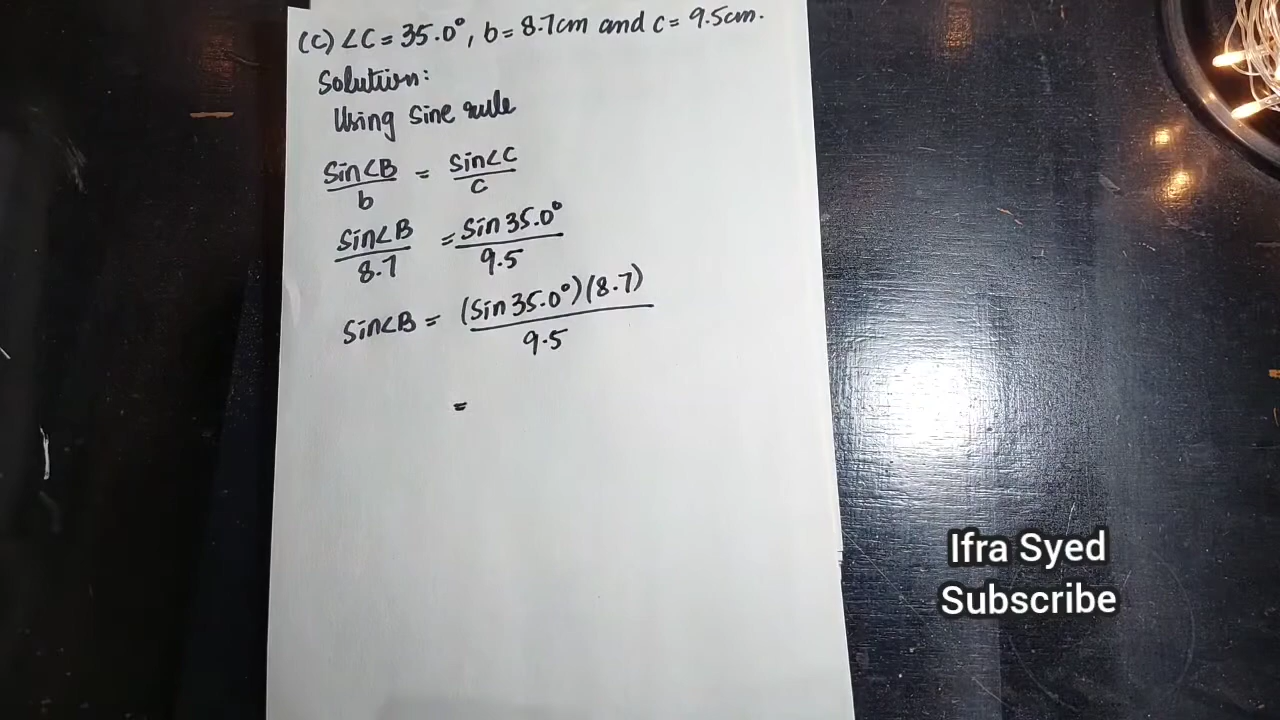 (C) ∠C = 35.0°, b = 8.7cm and c = 9.5cm.
Solution:
Using Sine rule
Sin∠B/b = Sin∠C/c
Sin∠B/8.7 = Sin 35.0°/9.5
Sin∠B = (Sin 35.0°)(8.7)/9.5
=
Ifra Syed
Subscribe